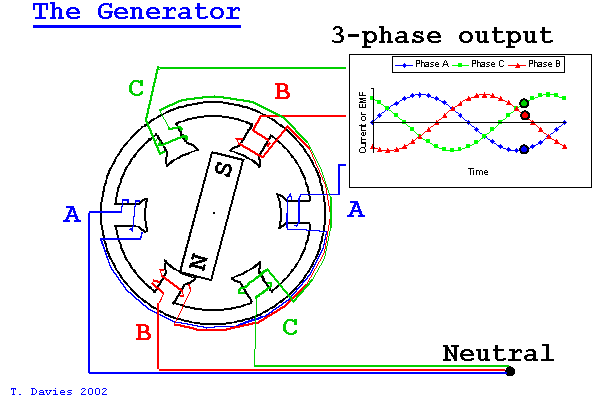 The Generator
3-phase output
Phase A Phase C Phase B
Current or EMF
Time
C
B
S
A
A
N
B
C
Neutral
T. Davies 2002